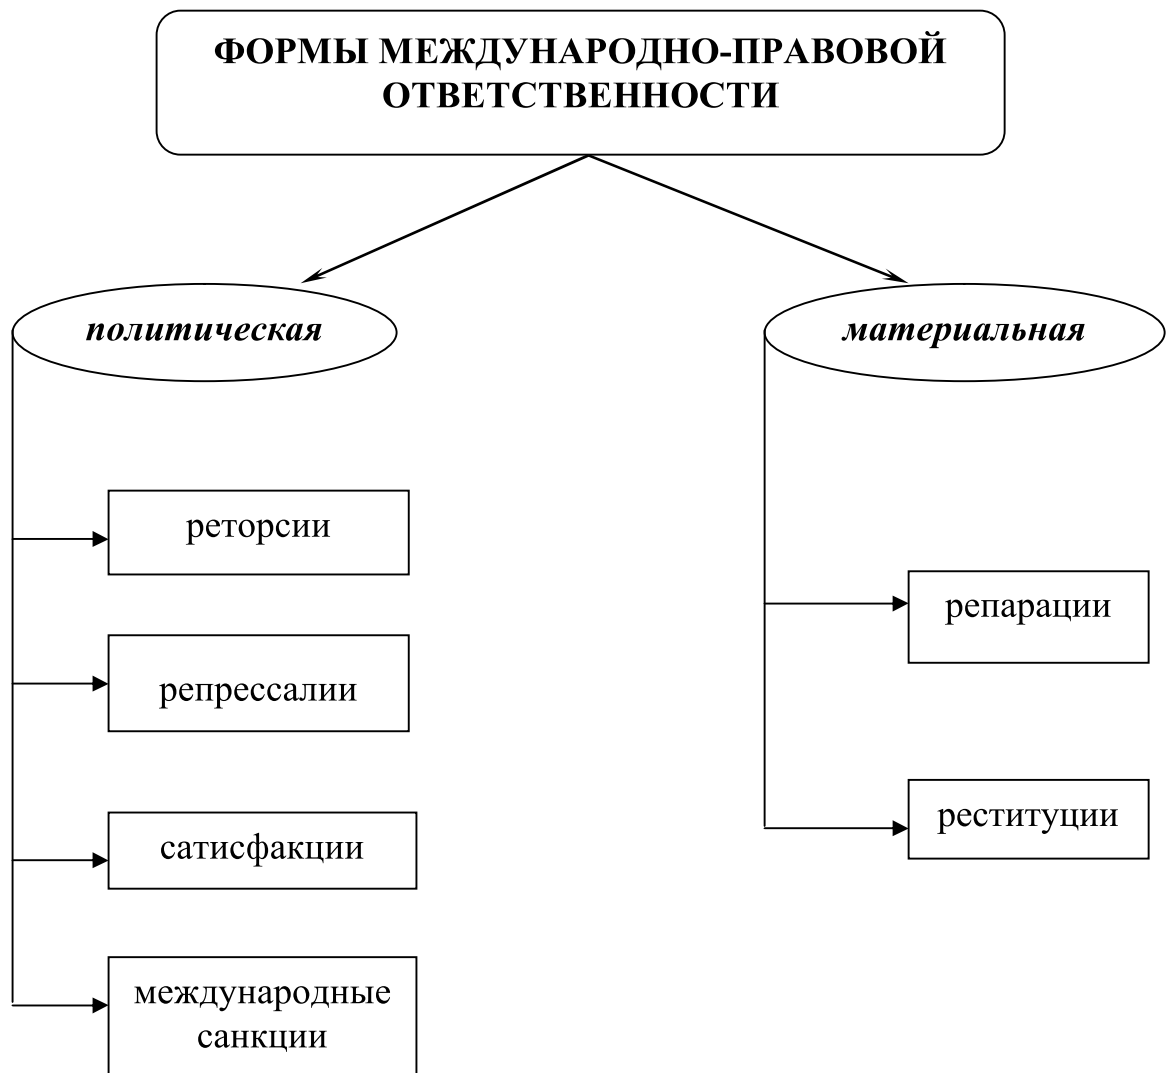 ФОРМЫ МЕЖДУНАРОДНО-ПРАВОВОЙ
ОТВЕТСТВЕННОСТИ
политическая
материальная
реторсии
репрессалии
сатисфакции
международные
санкции
репарации
реституции